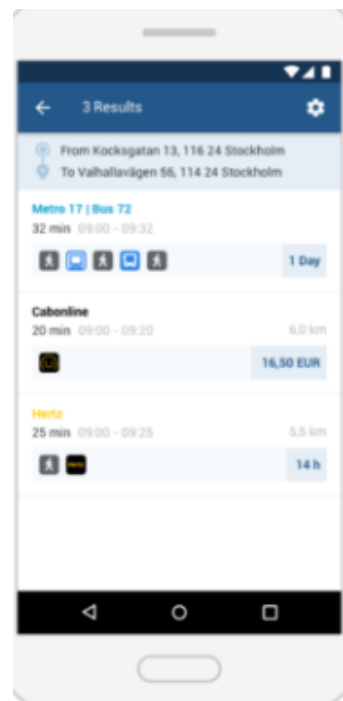 3 Results
From Kocksgatan 13, 116 24 Stockholm
To Valhallavägen 56, 114 24 Stockholm
Metro 17 | Bus 72
32 min 09:00 - 09:32
1 Day
Cabonline
20 min 09:00 - 09:20 6,0 km
16,50 EUR
Hertz
25 min 09:00 - 09:25 5,5 km
Hertz 14 h